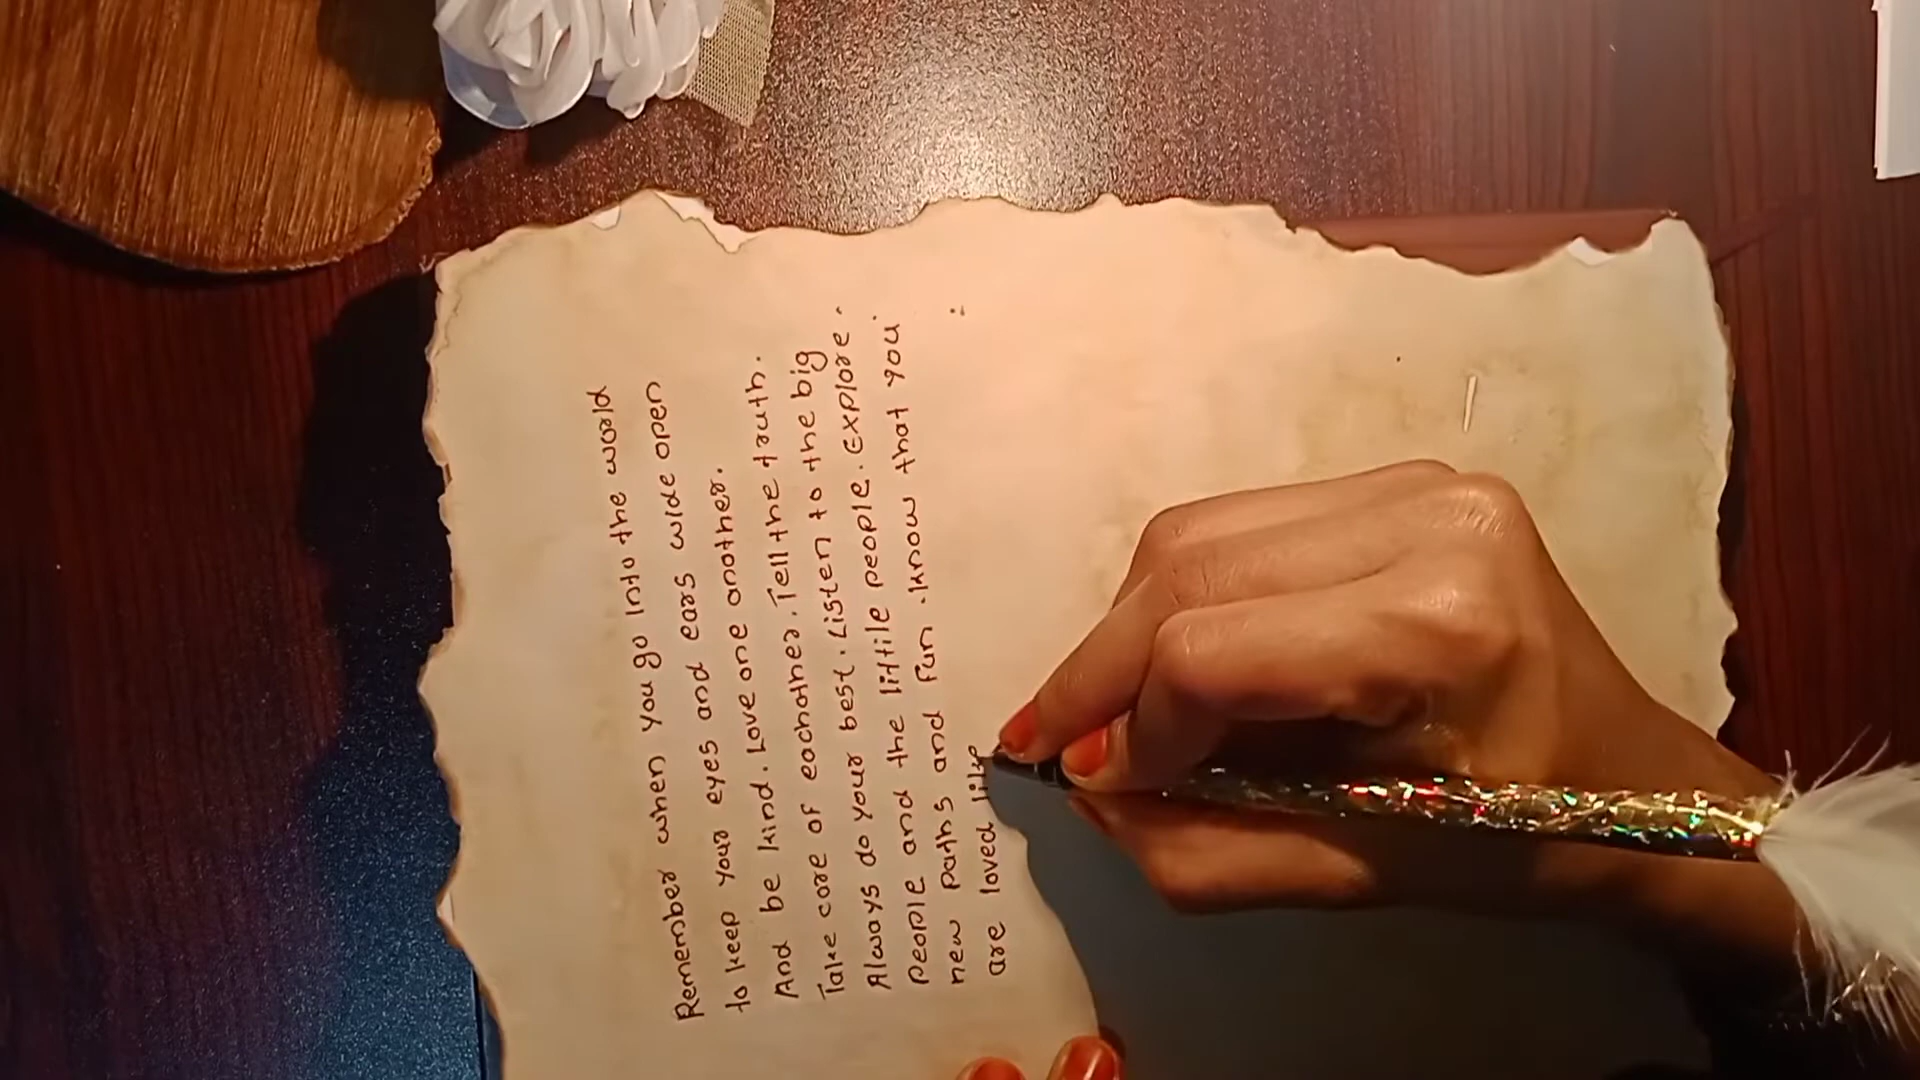 Remember when you go into the world
to keep your eyes and ears wide open
And be kind. Love one another.
Take care of eachother. Tell the truth.
Always do your best. Listen to the big
People and the littile people. Explore.
new paths and fun. know that you
are loved like